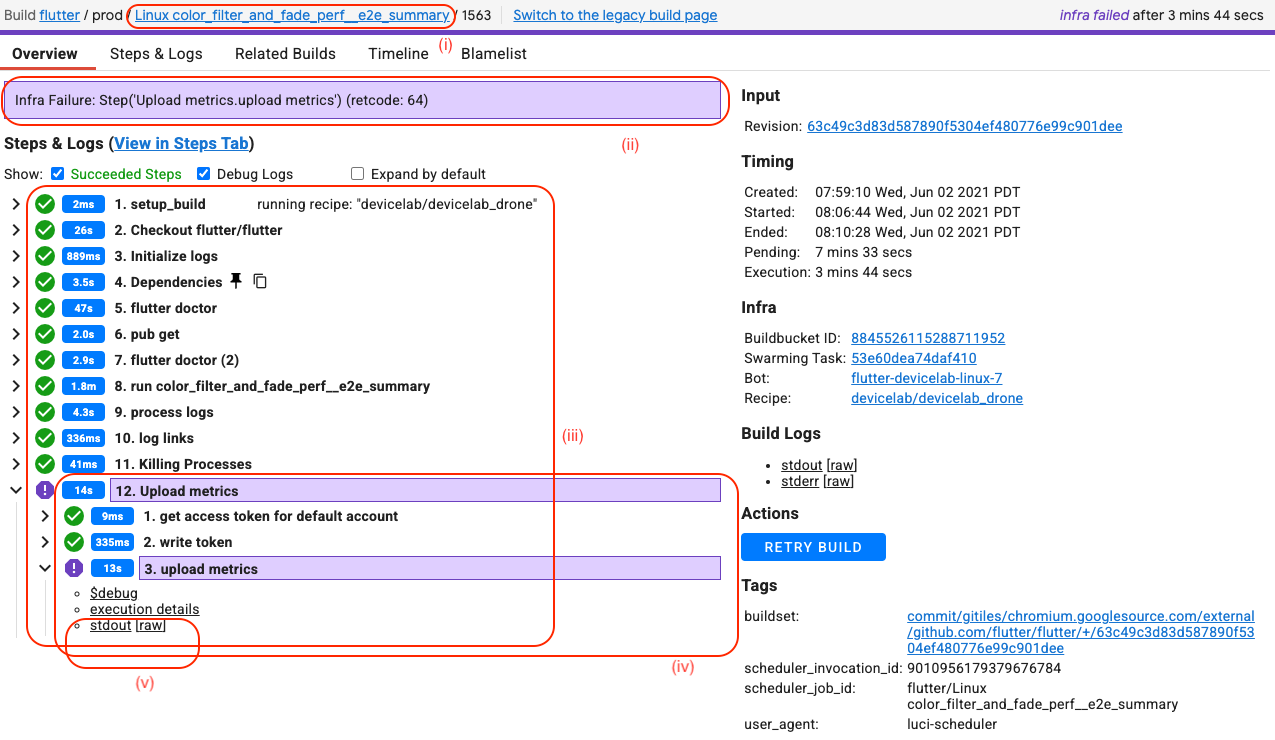 Build flutter / prod / Linux color_filter_and_fade_perf__e2e_summary / 1563 Switch to the legacy build page infra failed after 3 mins 44 secs
Overview Steps & Logs Related Builds Timeline (i) Blamelist
Infra Failure: Step('Upload metrics.upload metrics') (retcode: 64)
(ii)
Steps & Logs (View in Steps Tab)
Show: Succeeded Steps Debug Logs Expand by default
2ms 1. setup_build running recipe: "devicelab/devicelab_drone"
26s 2. Checkout flutter/flutter
889ms 3. Initialize logs
3.5s 4. Dependencies
47s 5. flutter doctor
2.0s 6. pub get
2.9s 7. flutter doctor (2)
1.8m 8. run color_filter_and_fade_perf__e2e_summary
4.3s 9. process logs
336ms 10. log links
(iii)
41ms 11. Killing Processes
14s 12. Upload metrics
9ms 1. get access token for default account
335ms 2. write token
13s 3. upload metrics
$debug
execution details
stdout [raw]
(iv)
(v)
Input
Revision: 63c49c3d83d587890f5304ef480776e99c901dee
Timing
Created: 07:59:10 Wed, Jun 02 2021 PDT
Started: 08:06:44 Wed, Jun 02 2021 PDT
Ended: 08:10:28 Wed, Jun 02 2021 PDT
Pending: 7 mins 33 secs
Execution: 3 mins 44 secs
Infra
Buildbucket ID: 8845526115288711952
Swarming Task: 53e60dea74daf410
Bot: flutter-devicelab-linux-7
Recipe: devicelab/devicelab_drone
Build Logs
stdout [raw]
stderr [raw]
Actions
RETRY BUILD
Tags
buildset: commit/gitiles/chromium.googlesource.com/external
/github.com/flutter/flutter/+/63c49c3d83d587890f53
04ef480776e99c901dee
scheduler_invocation_id: 9010956179379676784
scheduler_job_id: flutter/Linux
color_filter_and_fade_perf__e2e_summary
user_agent: luci-scheduler